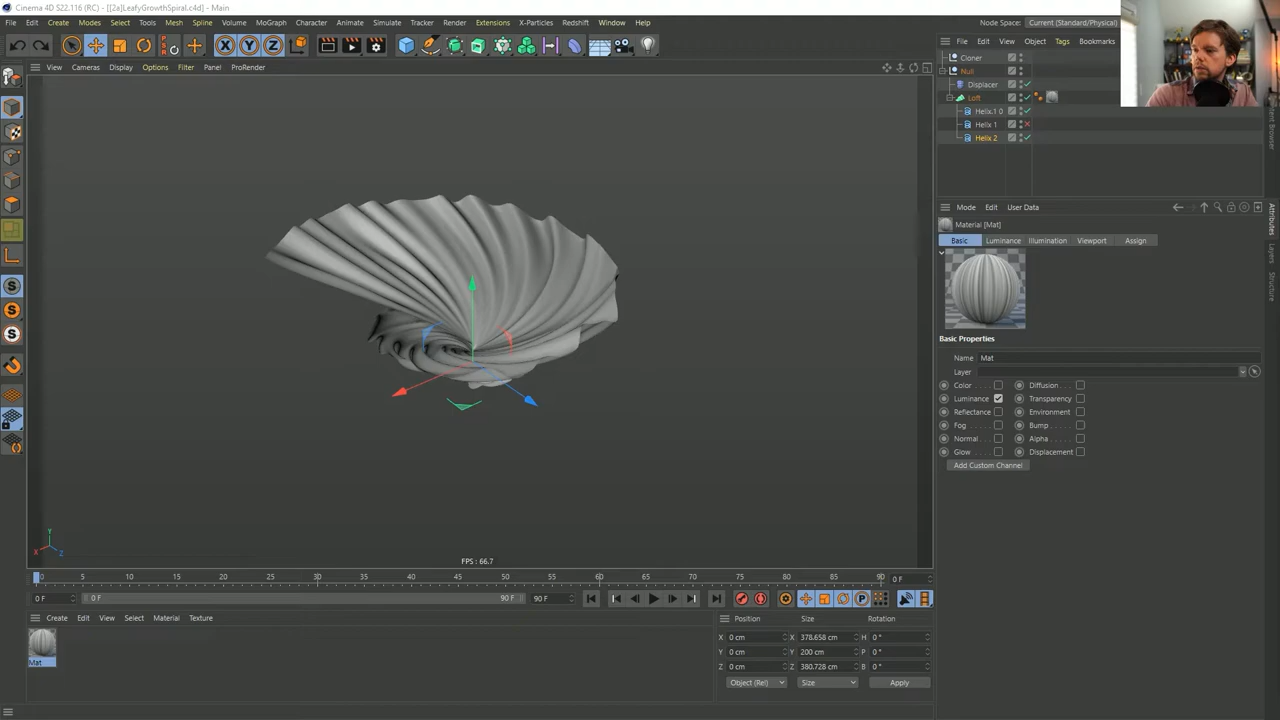 CINEMA 4D S22.116 (RC) - [[2a]LeafyGrowthSpiral.c4d] - Main
File Edit Create Modes Select Tools Mesh Spline Volume MoGraph Character Animate Simulate Tracker Render Extensions X-Particles Redshift Window Help Node Space: Current (Standard/Physical)
X Y Z
View Cameras Display Options Filter Panel ProRender
File Edit View Object Tags Bookmarks
Cloner
Null
Displacer
Loft
Helix.1 0
Helix 1
Helix 2
Mode Edit User Data
Material [Mat]
Basic Luminance Illumination Viewport Assign
Basic Properties
Name Mat
Layer
Color Diffusion
Luminance Transparency
Reflectance Environment
Fog Bump
Normal Alpha
Glow Displacement
Add Custom Channel
Attributes
Layers
Structure
S
S
S
Y
X Z
FPS : 66.7
0 5 10 15 20 25 30 35 40 45 50 55 60 65 70 75 80 85 90 0 F
0 F 0 F 90 F 90 F P
Create Edit View Select Material Texture
Mat
Position Size Rotation
X 0 cm X 378.658 cm H 0 °
Y 0 cm Y 200 cm P 0 °
Z 0 cm Z 380.728 cm B 0 °
Object (Rel) Size Apply